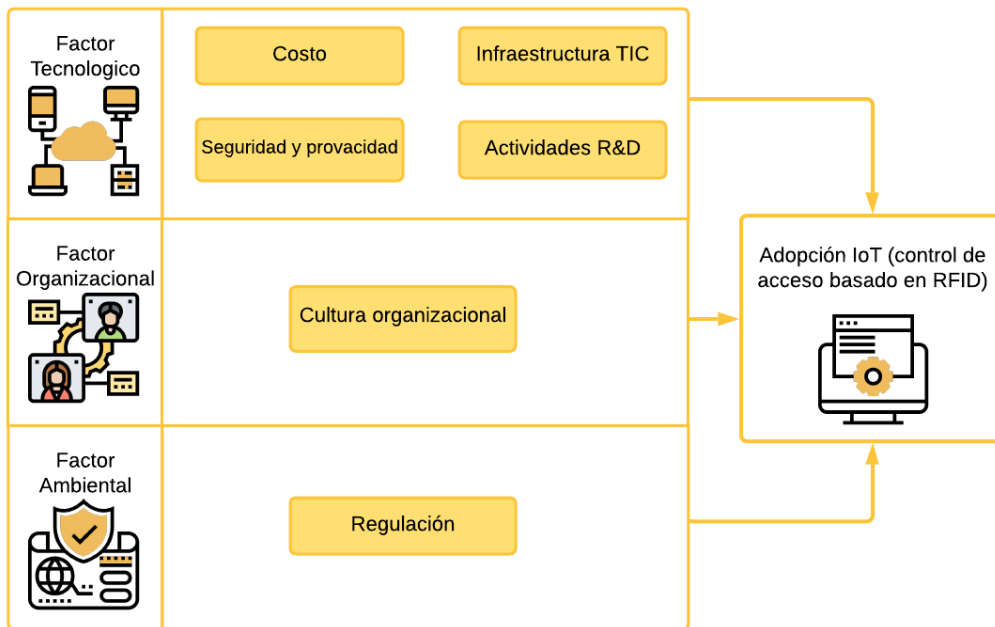 Factor
Tecnologico
Costo
Infraestructura TIC
Seguridad y provacidad
Actividades R&D
Factor
Organizacional
Cultura organizacional
Factor
Ambiental
Regulación
Adopción IoT (control de
acceso basado en RFID)